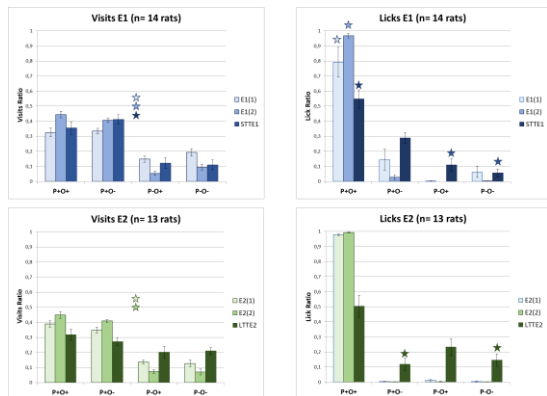 Visits E1 (n= 14 rats)
Visits Ratio
1
0,9
0,8
0,7
0,6
0,5
0,4
0,3
0,2
0,1
0
P+O+ P+O- P-O+ P-O-
E1(1)
E1(2)
STTE1
Licks E1 (n= 14 rats)
Lick Ratio
1
0,9
0,8
0,7
0,6
0,5
0,4
0,3
0,2
0,1
0
P+O+ P+O- P-O+ P-O-
E1(1)
E1(2)
STTE1
Visits E2 (n= 13 rats)
Visits Ratio
1
0,9
0,8
0,7
0,6
0,5
0,4
0,3
0,2
0,1
0
P+O+ P+O- P-O+ P-O-
E2(1)
E2(2)
LTTE2
Licks E2 (n= 13 rats)
Lick Ratio
1
0,9
0,8
0,7
0,6
0,5
0,4
0,3
0,2
0,1
0
P+O+ P+O- P-O+ P-O-
E2(1)
E2(2)
LTTE2